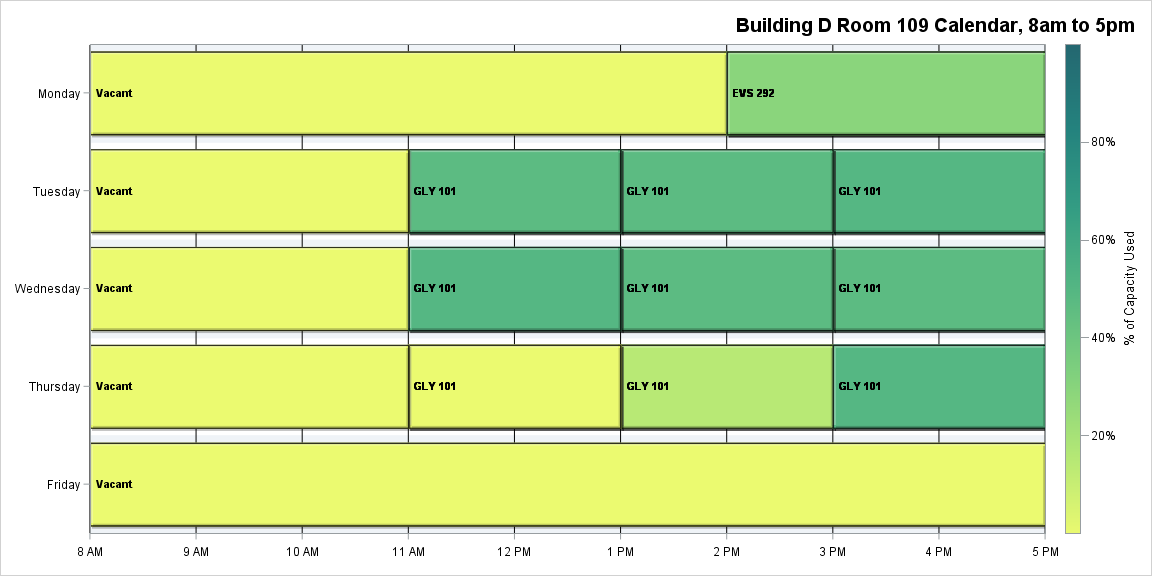 Building D Room 109 Calendar, 8am to 5pm
Monday
Vacant
EVS 292
Tuesday
Vacant
GLY 101
GLY 101
GLY 101
Wednesday
Vacant
GLY 101
GLY 101
GLY 101
Thursday
Vacant
GLY 101
GLY 101
GLY 101
Friday
Vacant
8 AM
9 AM
10 AM
11 AM
12 PM
1 PM
2 PM
3 PM
4 PM
5 PM
80%
60%
40%
20%
% of Capacity Used